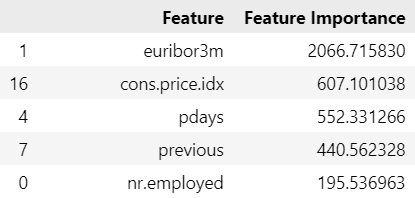 Feature Feature Importance
1 euribor3m 2066.715830
16 cons.price.idx 607.101038
4 pdays 552.331266
7 previous 440.562328
0 nr.employed 195.536963